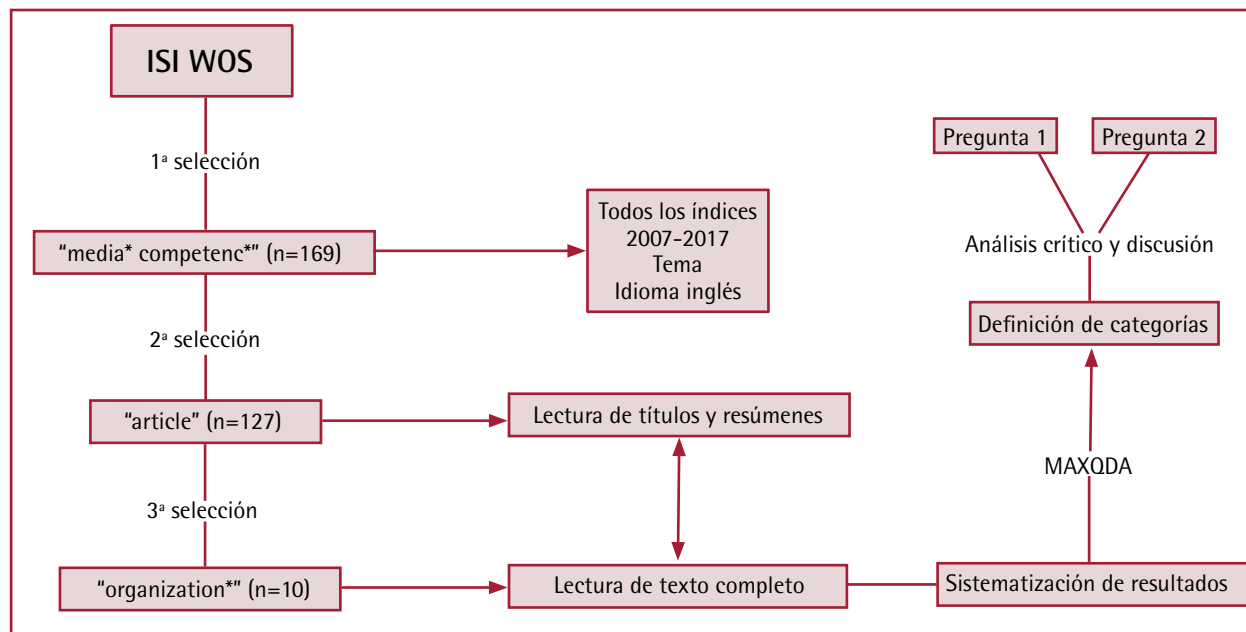 ISI WOS
1ª selección
"media* competenc*" (n=169)
Todos los índices
2007-2017
Tema
Idioma inglés
2ª selección
"article" (n=127)
Lectura de títulos y resúmenes
3ª selección
"organization*" (n=10)
Lectura de texto completo
Sistematización de resultados
MAXQDA
Definición de categorías
Análisis crítico y discusión
Pregunta 1
Pregunta 2